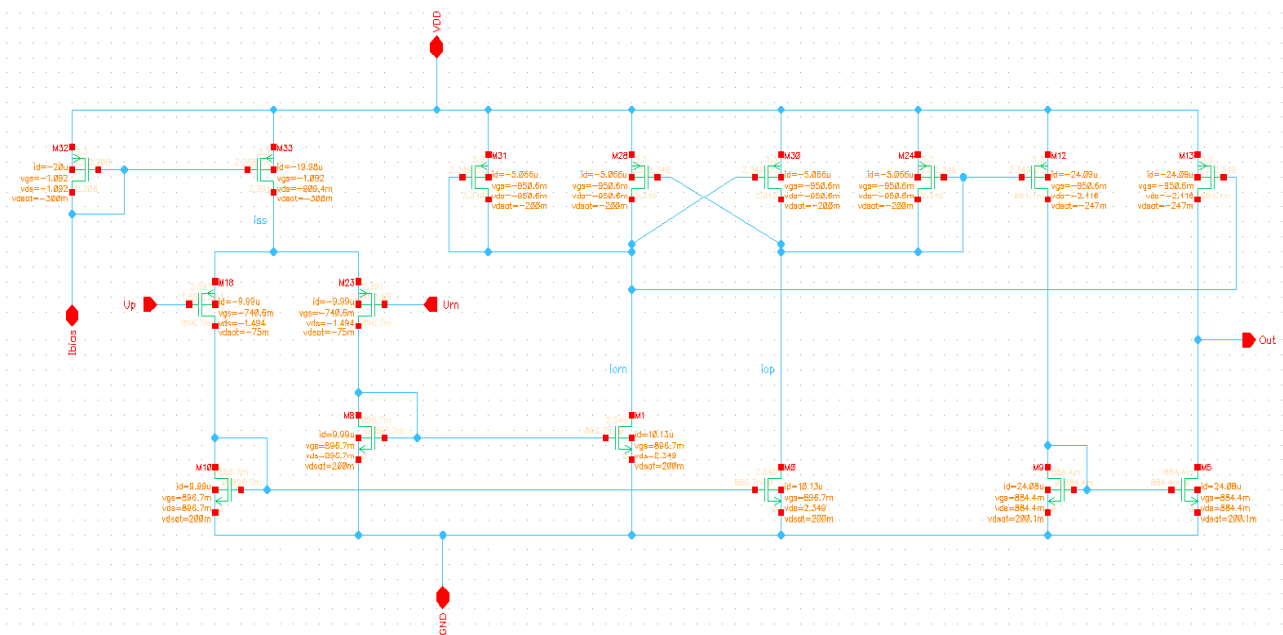 VDD
M32
id=-20u
vgs=-1.092
vds=-1.092
vdsat=-300m
M33
id=-19.98u
vgs=-1.092
vds=-909.4m
vdsat=-300m
M31
id=-5.066u
vgs=-950.6m
vds=-950.6m
vdsat=-200m
M28
id=-5.066u
vgs=-950.6m
vds=-950.6m
vdsat=-200m
M30
id=-5.066u
vgs=-950.6m
vds=-950.6m
vdsat=-200m
M24
id=-5.066u
vgs=-950.6m
vds=-950.6m
vdsat=-200m
M12
id=-24.09u
vgs=-950.6m
vds=-2.116
vdsat=-247m
M13
id=-24.09u
vgs=-950.6m
vds=-2.116
vdsat=-247m
iss
M18
id=-9.99u
vgs=-740.6m
vds=-1.494
vdsat=-75m
M23
id=-9.99u
vgs=-740.6m
vds=-1.494
vdsat=-75m
Up
Um
Ibias
Out
iom
iop
M8
id=9.99u
vgs=896.7m
vds=896.7m
vdsat=200m
M1
id=10.13u
vgs=896.7m
vds=2.349
vdsat=200m
M10
id=9.99u
vgs=896.7m
vds=896.7m
vdsat=200m
id=10.13u
vgs=896.7m
vds=2.349
vdsat=200m
M9
id=24.08u
vgs=884.4m
vds=884.4m
vdsat=200.1m
M5
id=24.08u
vgs=884.4m
vds=884.4m
vdsat=200.1m
GND